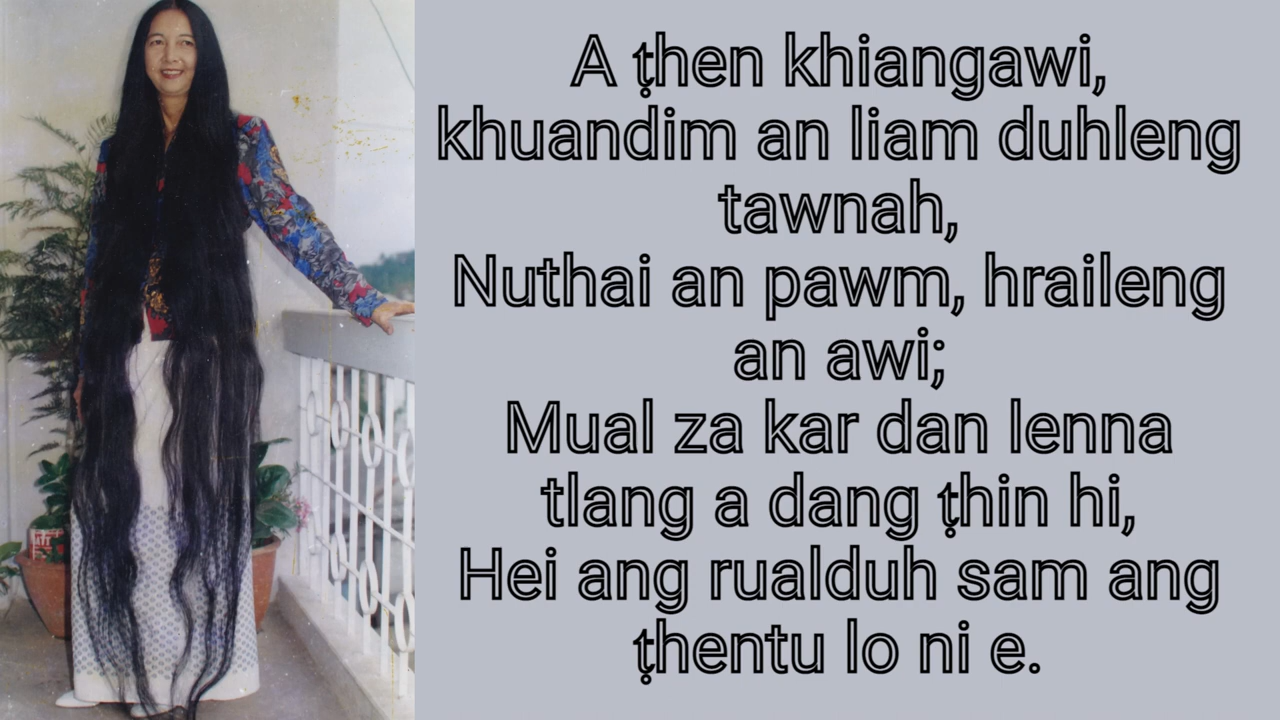 A ṭhen khiangawi,
khuandim an liam duhleng
tawnah,
Nuthai an pawm, hraileng
an awi;
Mual za kar dan lenna
tlang a dang ṭhin hi,
Hei ang rualduh sam ang
ṭhentu lo ni e.